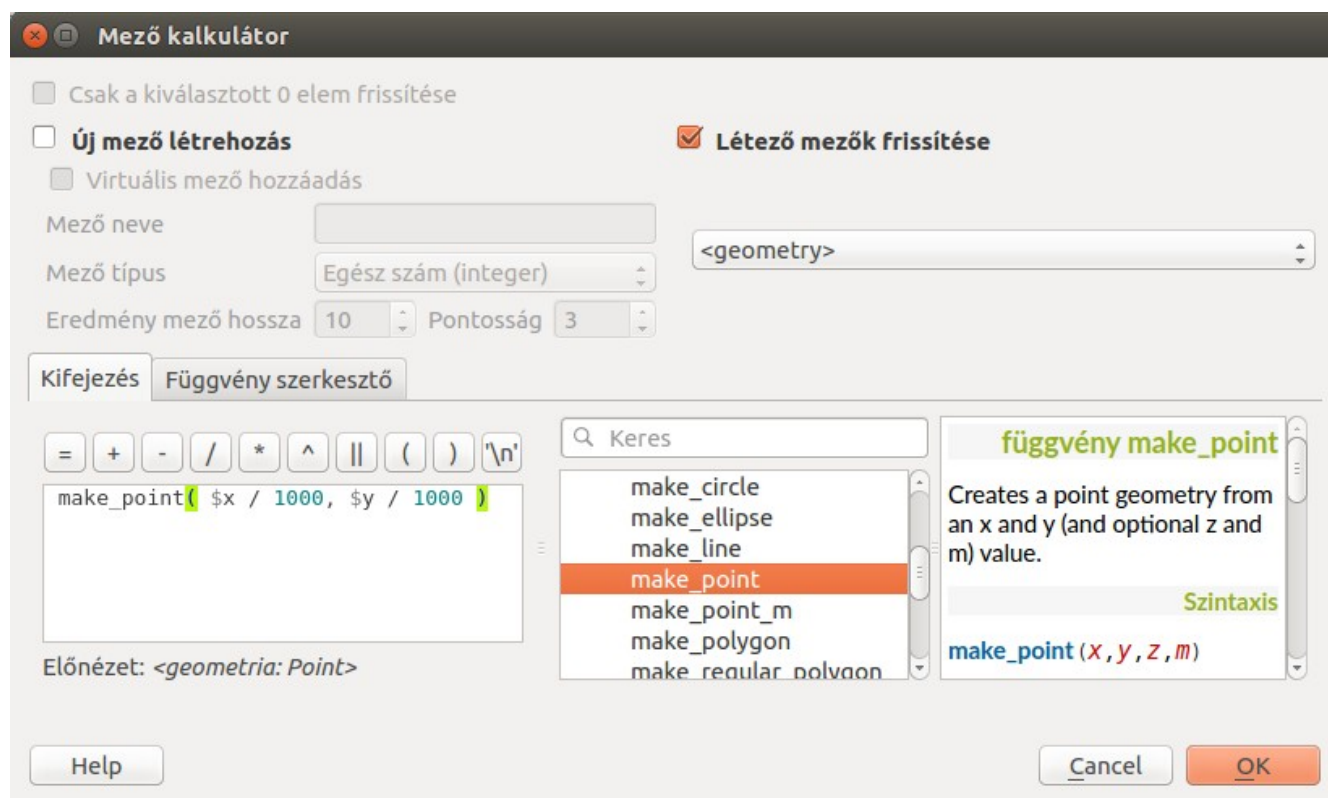 Mező kalkulátor
Csak a kiválasztott 0 elem frissítése
Új mező létrehozás
Létező mezők frissítése
Virtuális mező hozzáadás
Mező neve
<geometry>
Mező típus
Egész szám (integer)
Eredmény mező hossza 10 Pontosság 3
Kifejezés Függvény szerkesztő
= + - / * ^ || ( ) '\n'
make_point( $x / 1000, $y / 1000 )
Előnézet: <geometria: Point>
Keres
make_circle
make_ellipse
make_line
make_point
make_point_m
make_polygon
make_regular_polygon
függvény make_point
Creates a point geometry from
an x and y (and optional z and
m) value.
Szintaxis
make_point(x,y,z,m)
Help
Cancel
OK